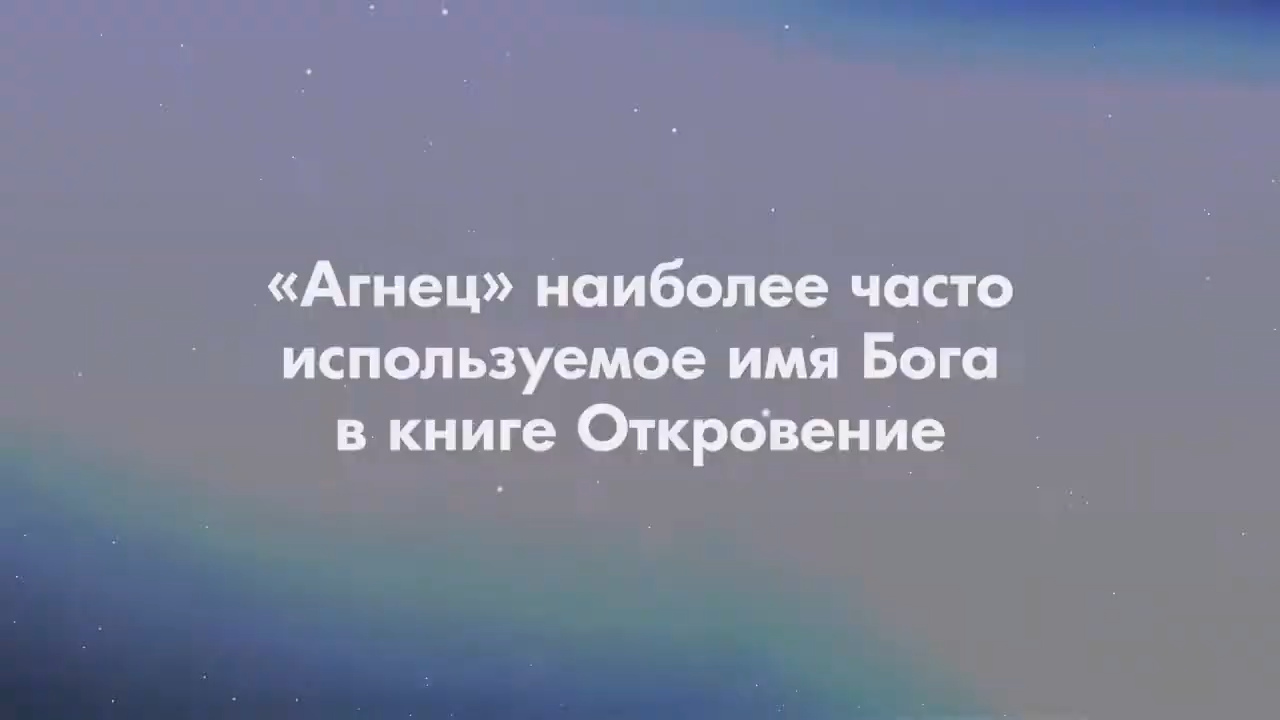 «Агнец» наиболее часто
используемое имя Бога
в книге Откровение